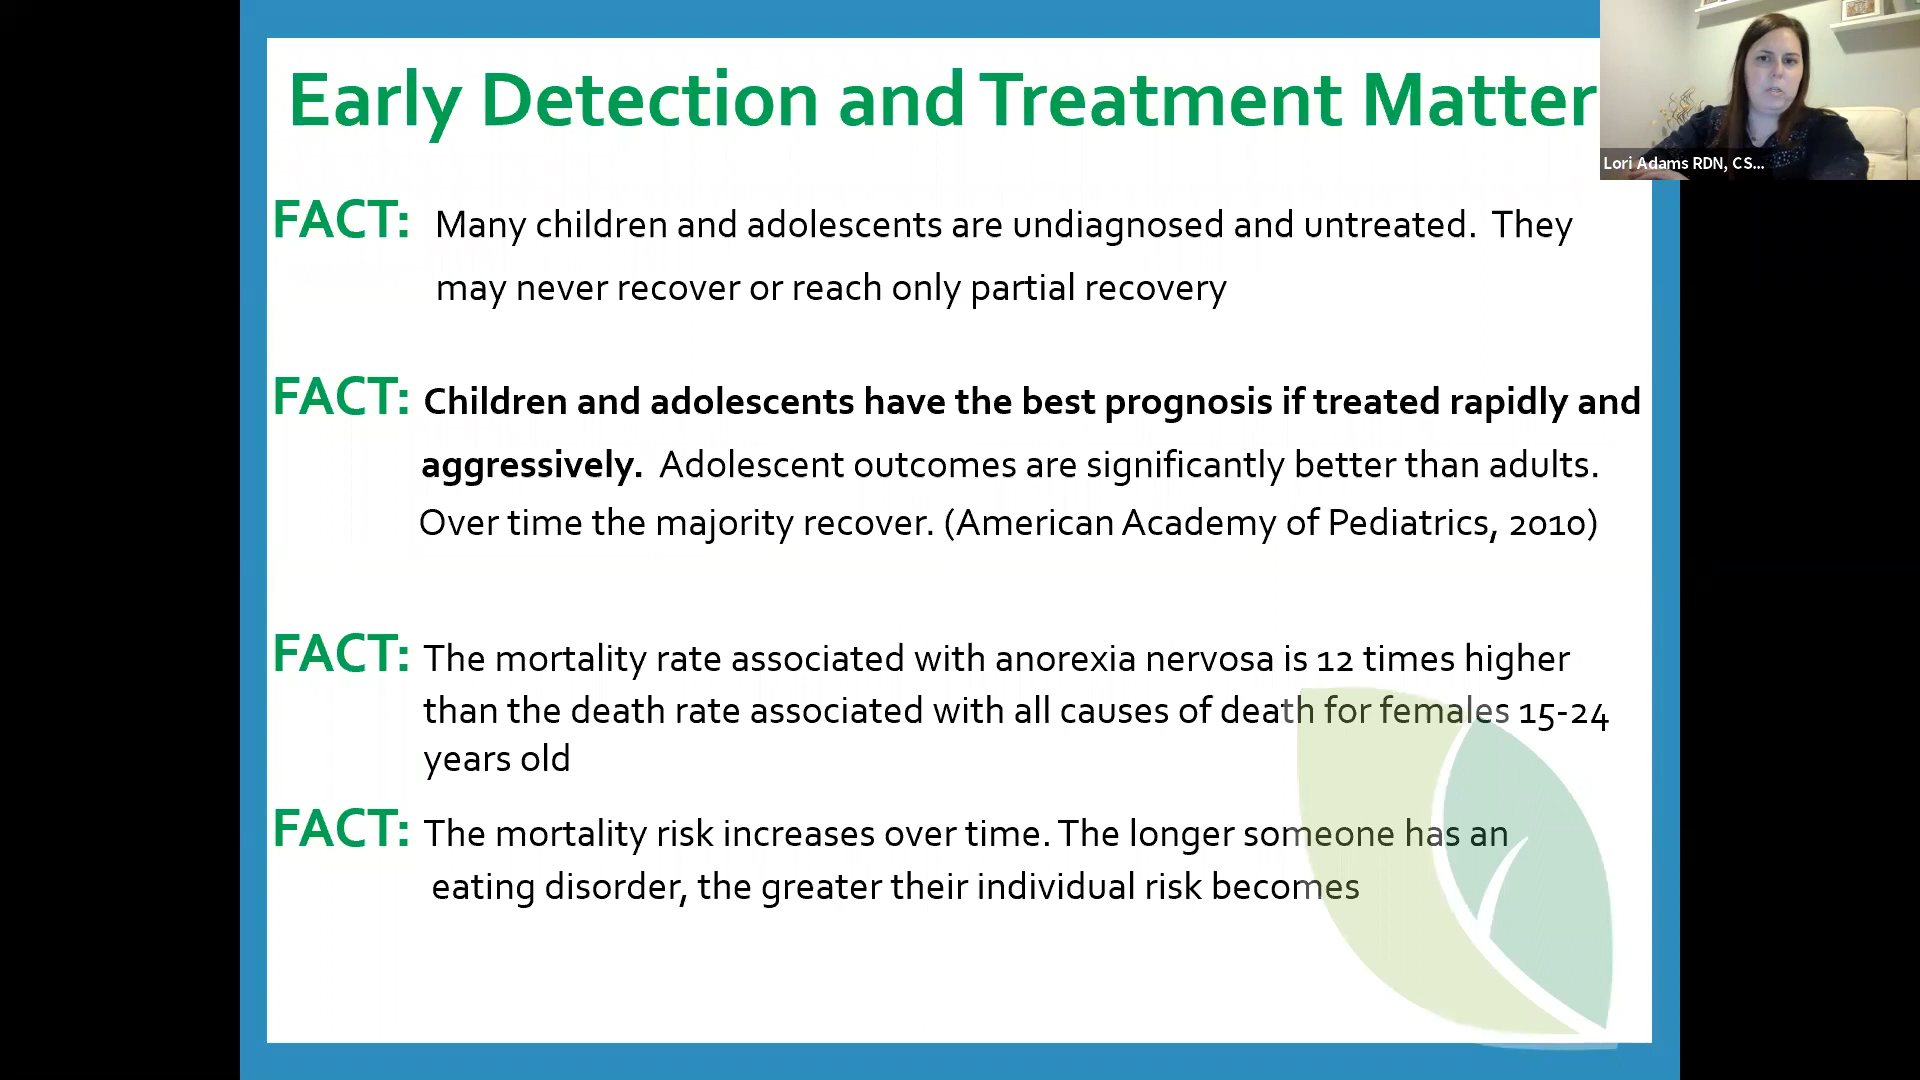 Early Detection and Treatment Matter
Lori Adams RDN, CS...
FACT: Many children and adolescents are undiagnosed and untreated. They
may never recover or reach only partial recovery
FACT: Children and adolescents have the best prognosis if treated rapidly and
aggressively. Adolescent outcomes are significantly better than adults.
Over time the majority recover. (American Academy of Pediatrics, 2010)
FACT: The mortality rate associated with anorexia nervosa is 12 times higher
than the death rate associated with all causes of death for females 15-24
years old
FACT: The mortality risk increases over time. The longer someone has an
eating disorder, the greater their individual risk becomes